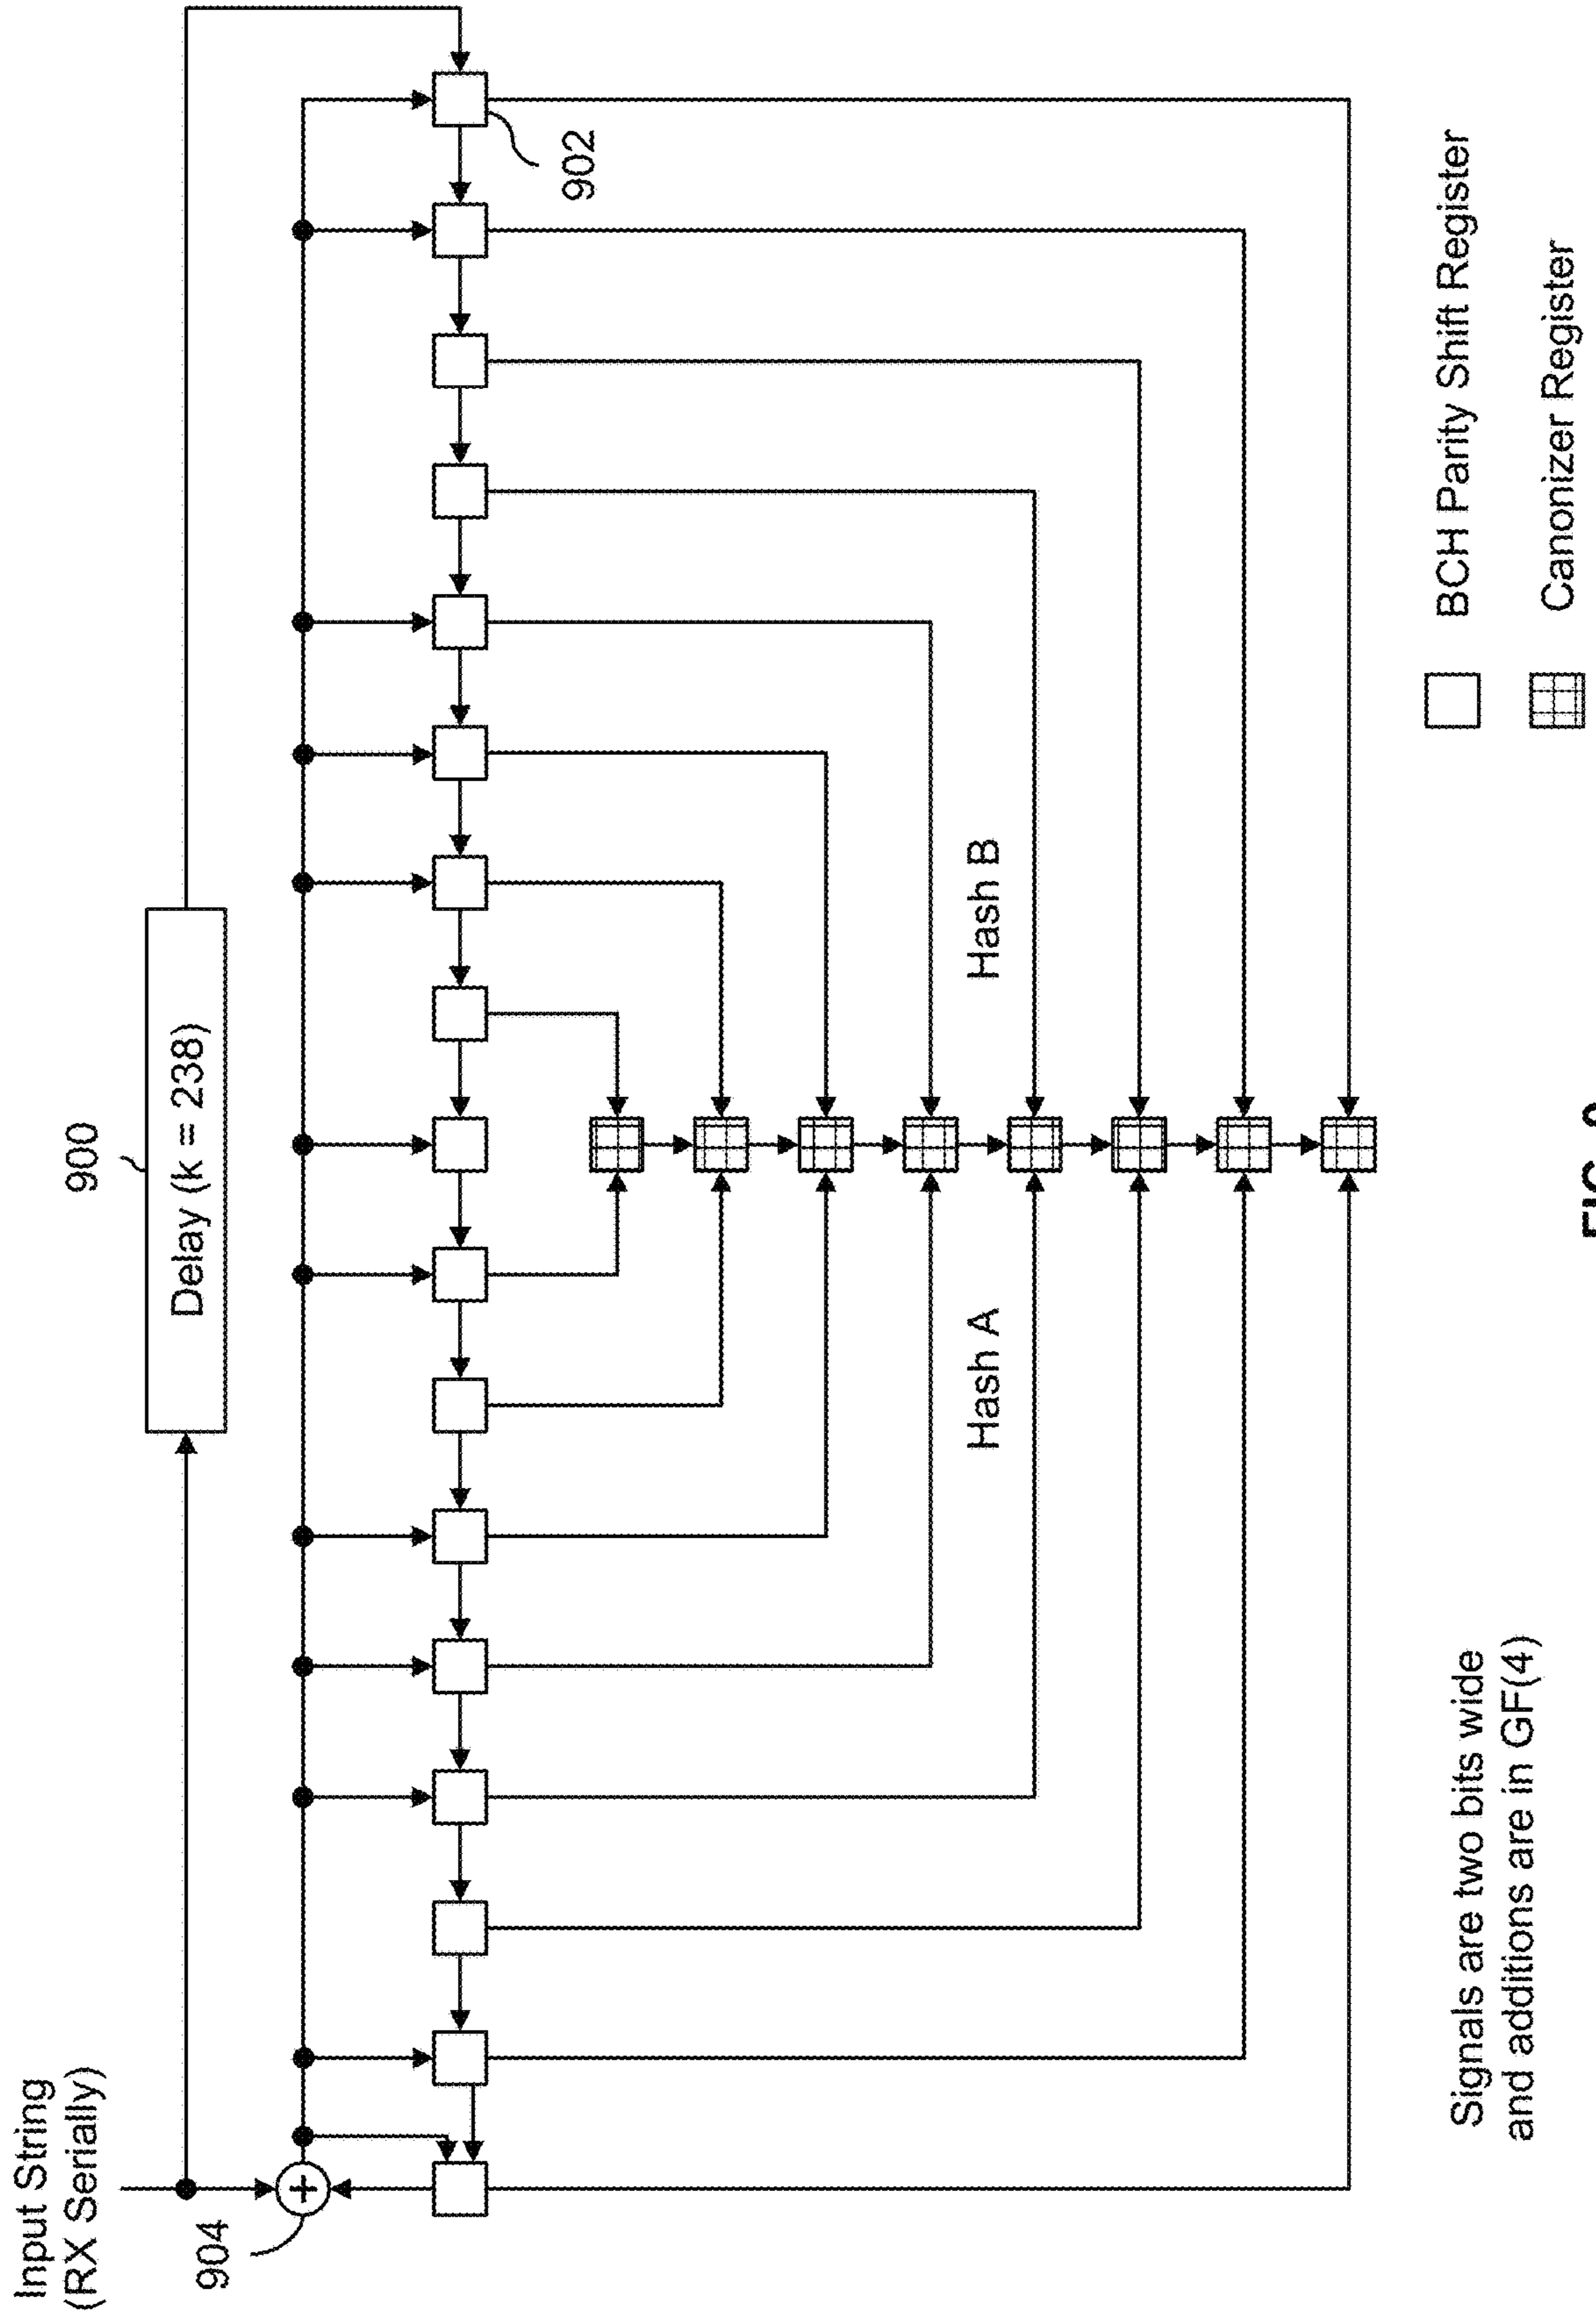 Input String
(RX Serially)
900
Delay (k = 238)
904
902
Hash A
Hash B
Signals are two bits wide
and additions are in GF(4)
BCH Parity Shift Register
Canonizer Register
FIG.